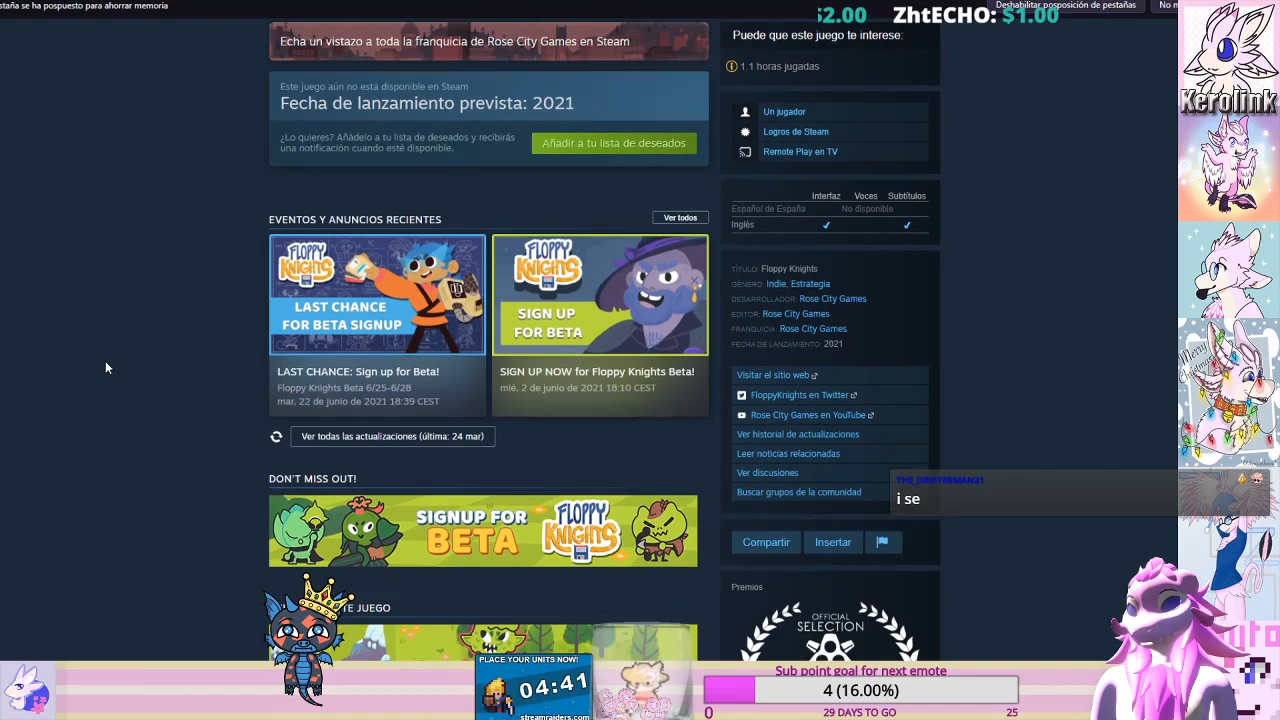 staña se ha pospuesto para ahorrar memoria
Deshabilitar posposición de pestañas
No m
$2.00
ZhtECHO: $1.00
Echa un vistazo a toda la franquicia de Rose City Games en Steam
Este juego aún no está disponible en Steam
Fecha de lanzamiento prevista: 2021
¿Lo quieres? Añádelo a tu lista de deseados y recibirás
una notificación cuando esté disponible.
Añadir a tu lista de deseados
EVENTOS Y ANUNCIOS RECIENTES
Ver todos
FLOPPY
KNIGHTS
LAST CHANCE
FOR BETA SIGNUP
FLOPPY
KNIGHTS
SIGN UP
FOR BETA
LAST CHANCE: Sign up for Beta!
Floppy Knights Beta 6/25-6/28
mar, 22 de junio de 2021 18:39 CEST
SIGN UP NOW for Floppy Knights Beta!
mié, 2 de junio de 2021 18:10 CEST
Ver todas las actualizaciones (última: 24 mar)
DON'T MISS OUT!
SIGNUP FOR
BETA
FLOPPY
KNIGHTS
TE JUEGO
Puede que este juego te interese:
1.1 horas jugadas
Un jugador
Logros de Steam
Remote Play en TV
Interfaz Voces Subtítulos
Español de España No disponible
Inglés ✔ ✔
TÍTULO: Floppy Knights
GÉNERO: Indie, Estrategia
DESARROLLADOR: Rose City Games
EDITOR: Rose City Games
FRANQUICIA: Rose City Games
FECHA DE LANZAMIENTO: 2021
Visitar el sitio web
FloppyKnights en Twitter
Rose City Games en YouTube
Ver historial de actualizaciones
Leer noticias relacionadas
Ver discusiones
Buscar grupos de la comunidad
THE_DRIFTERMAN21
i se
Compartir
Insertar
Premios
OFFICIAL
SELECTION
Kerolink
PLACE YOUR UNITS NOW!
04:41
streamraiders.com
Sub point goal for next emote
4 (16.00%)
0
29 DAYS TO GO
25